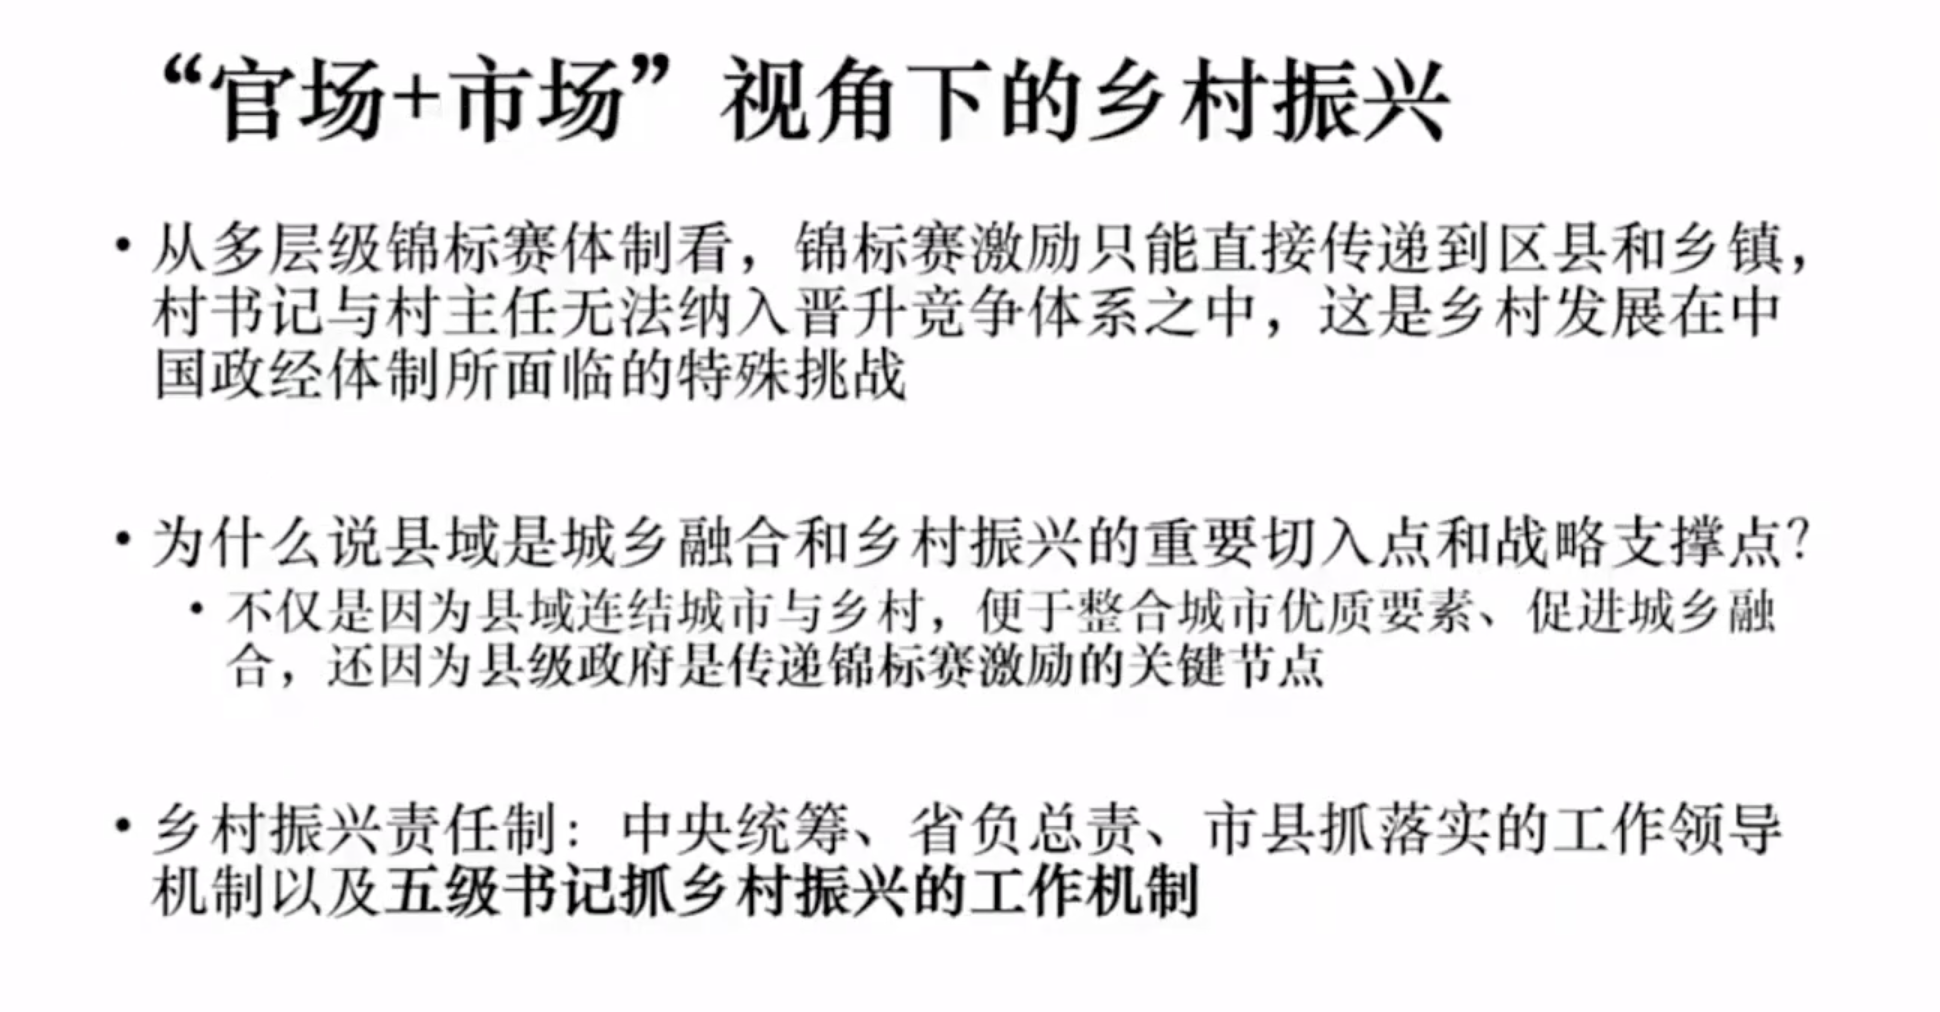 “官场+市场”视角下的乡村振兴
• 从多层级锦标赛体制看，锦标赛激励只能直接传递到区县和乡镇，
村书记与村主任无法纳入晋升竞争体系之中，这是乡村发展在中
国政经体制所面临的特殊挑战
• 为什么说县域是城乡融合和乡村振兴的重要切入点和战略支撑点？
• 不仅是因为县域连结城市与乡村，便于整合城市优质要素、促进城乡融
合，还因为县级政府是传递锦标赛激励的关键节点
• 乡村振兴责任制：中央统筹、省负总责、市县抓落实的工作领导
机制以及五级书记抓乡村振兴的工作机制